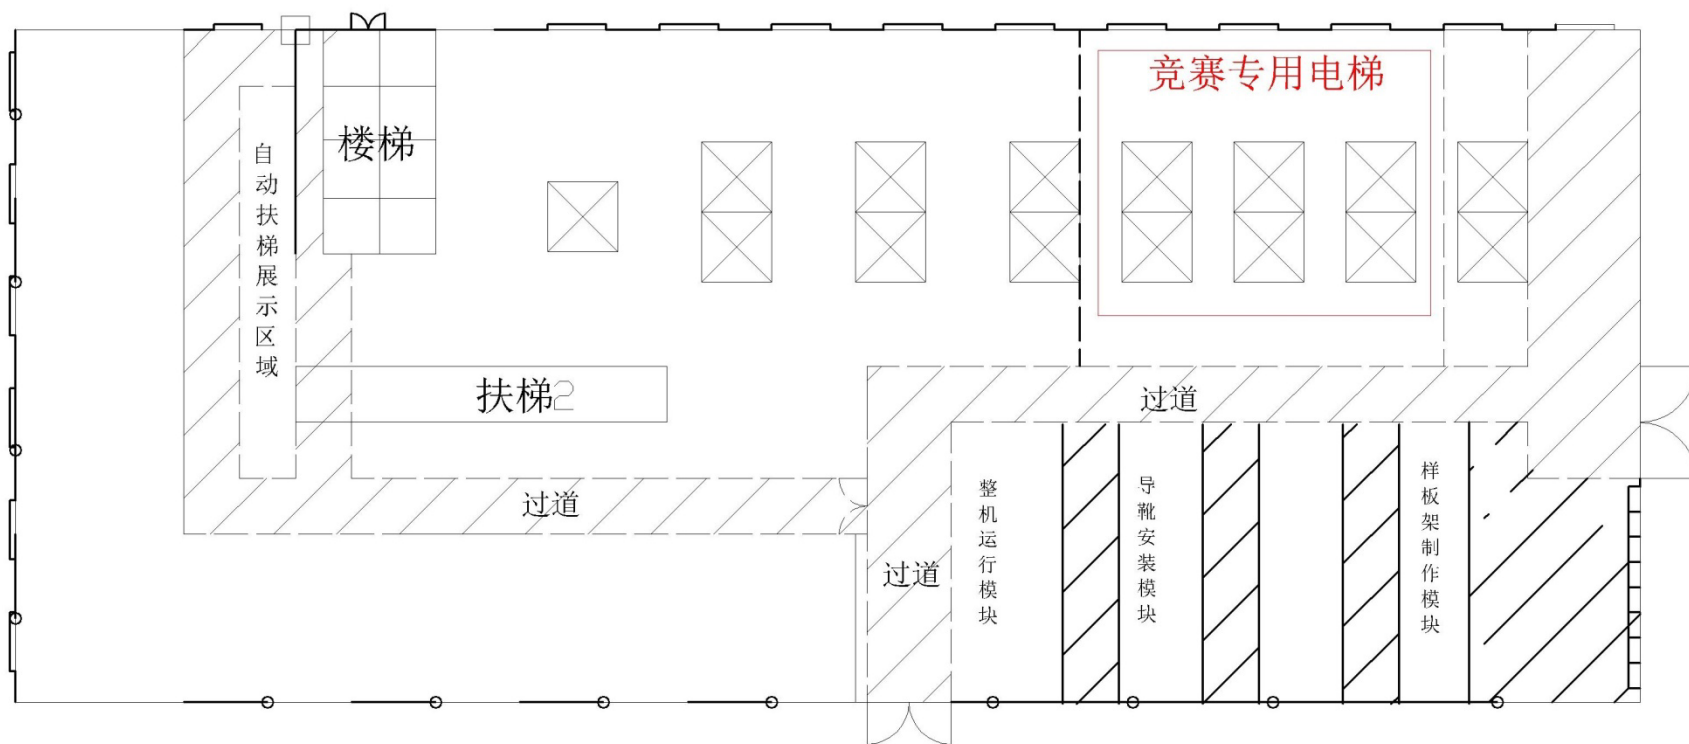 竞赛专用电梯
楼梯
自动扶梯展示区域
扶梯2
过道
过道
过道
整机运行模块
导靴安装模块
样板架制作模块